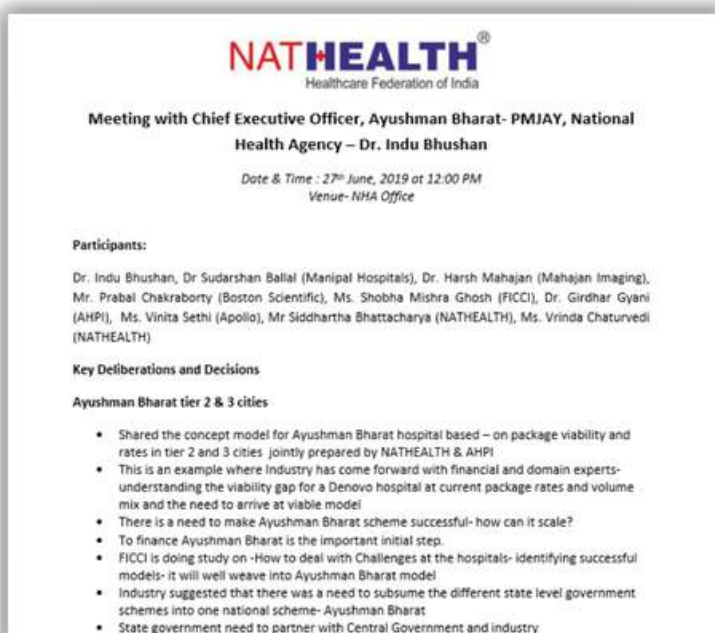 NATHEALTH®
Healthcare Federation of India
Meeting with Chief Executive Officer, Ayushman Bharat- PMJAY, National
Health Agency – Dr. Indu Bhushan
Date & Time : 27th June, 2019 at 12:00 PM
Venue- NHA Office
Participants:
Dr. Indu Bhushan, Dr Sudarshan Ballal (Manipal Hospitals), Dr. Harsh Mahajan (Mahajan Imaging),
Mr. Prabal Chakraborty (Boston Scientific), Ms. Shobha Mishra Ghosh (FICCI), Dr. Girdhar Gyani
(AHPI), Ms. Vinita Sethi (Apollo), Mr Siddhartha Bhattacharya (NATHEALTH), Ms. Vrinda Chaturvedi
(NATHEALTH)
Key Deliberations and Decisions
Ayushman Bharat tier 2 & 3 cities
• Shared the concept model for Ayushman Bharat hospital based – on package viability and
rates in tier 2 and 3 cities jointly prepared by NATHEALTH & AHPI
• This is an example where Industry has come forward with financial and domain experts-
understanding the viability gap for a Denovo hospital at current package rates and volume
mix and the need to arrive at viable model
• There is a need to make Ayushman Bharat scheme successful- how can it scale?
• To finance Ayushman Bharat is the important initial step.
• FICCI is doing study on -How to deal with Challenges at the hospitals- identifying successful
models- it will well weave into Ayushman Bharat model
• Industry suggested that there was a need to subsume the different state level government
schemes into one national scheme- Ayushman Bharat
• State government need to partner with Central Government and industry